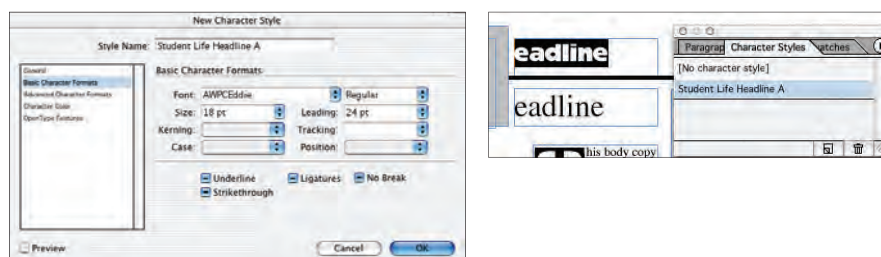 New Character Style
Style Name: Student Life Headline A
General
Basic Character Formats
Advanced Character Formats
Character Color
OpenType Features
Basic Character Formats
Font: AWPCEddie Regular
Size: 18 pt Leading: 24 pt
Kerning: Tracking:
Case: Position:
Underline Ligatures No Break
Strikethrough
Preview Cancel OK
eadline
eadline
his body copy
Paragrap Character Styles watches
[No character style]
Student Life Headline A